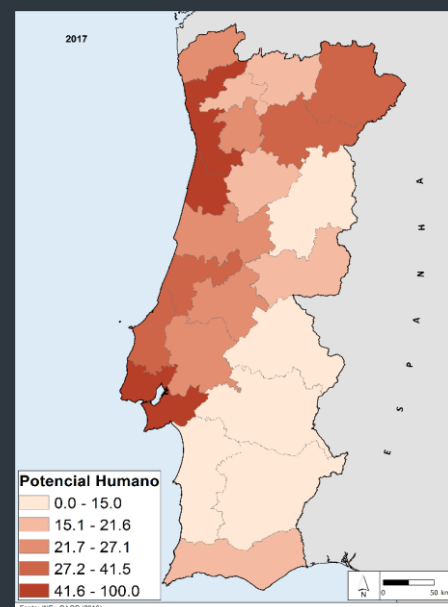 2017
ESPANHA
Potencial Humano
0.0 - 15.0
15.1 - 21.6
21.7 - 27.1
27.2 - 41.5
41.6 - 100.0
N
0 50 km